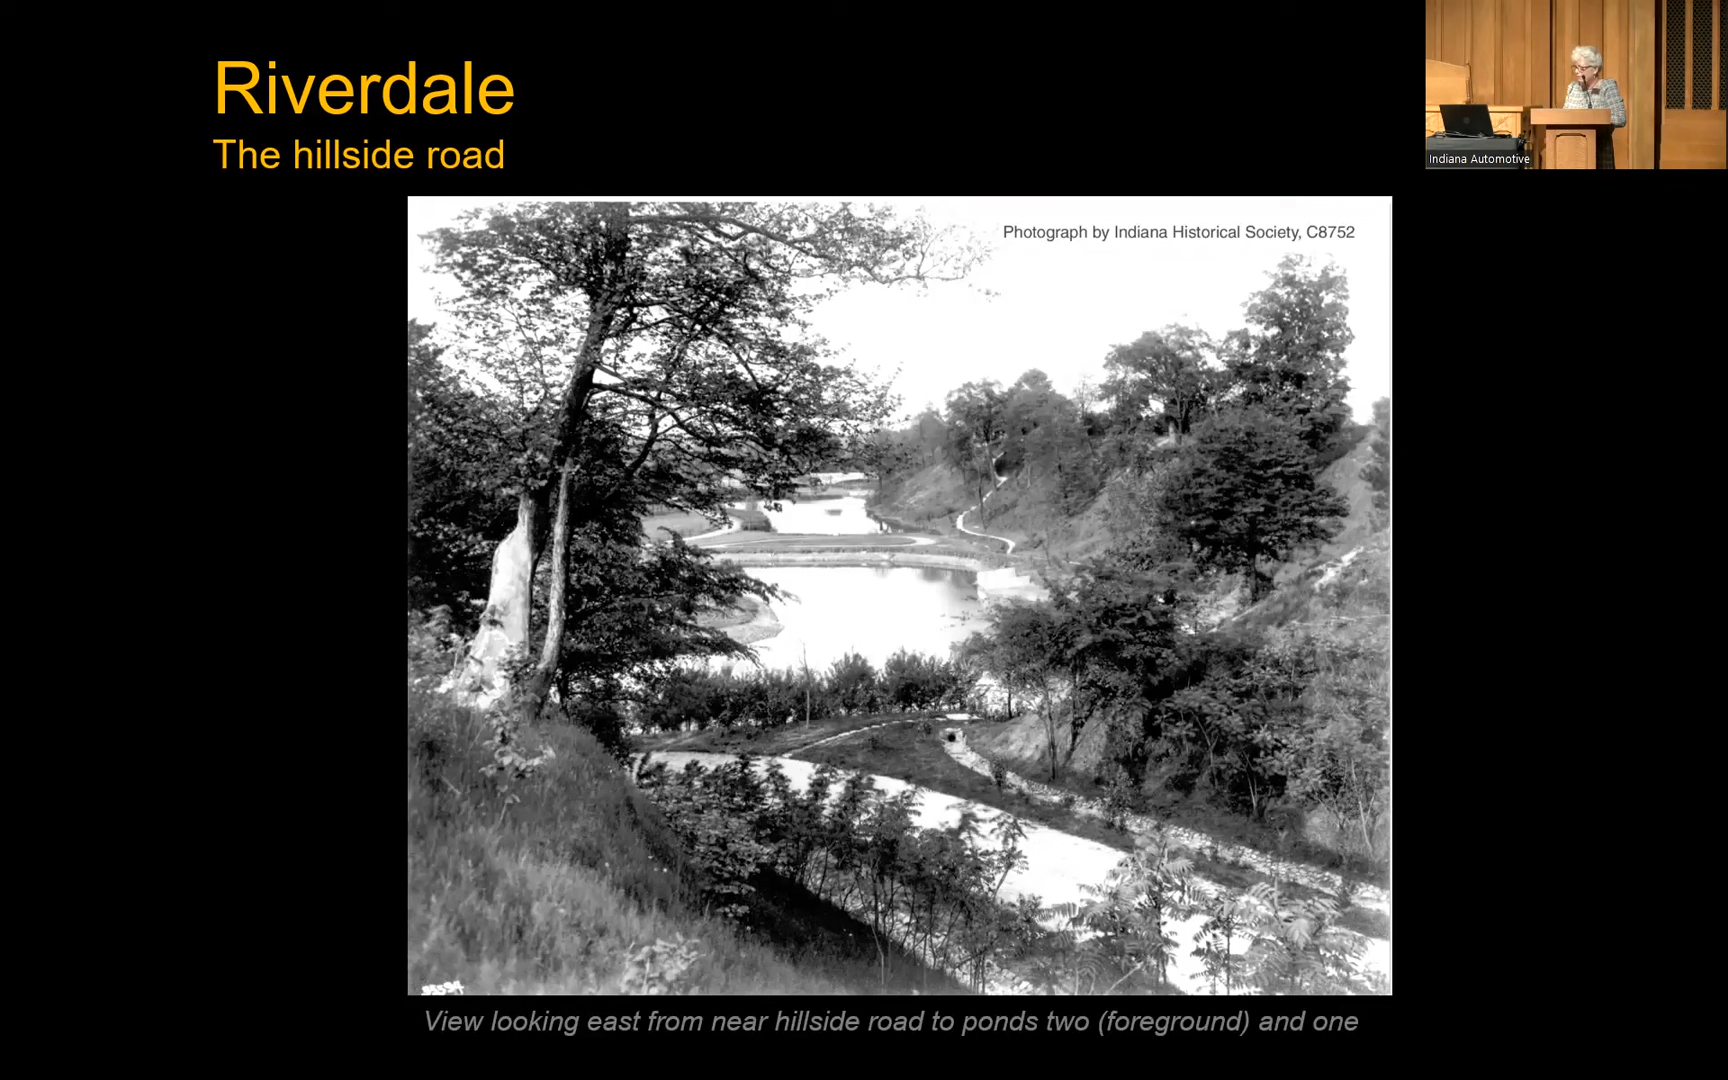 Riverdale
The hillside road
Indiana Automotive
Photograph by Indiana Historical Society, C8752
View looking east from near hillside road to ponds two (foreground) and one